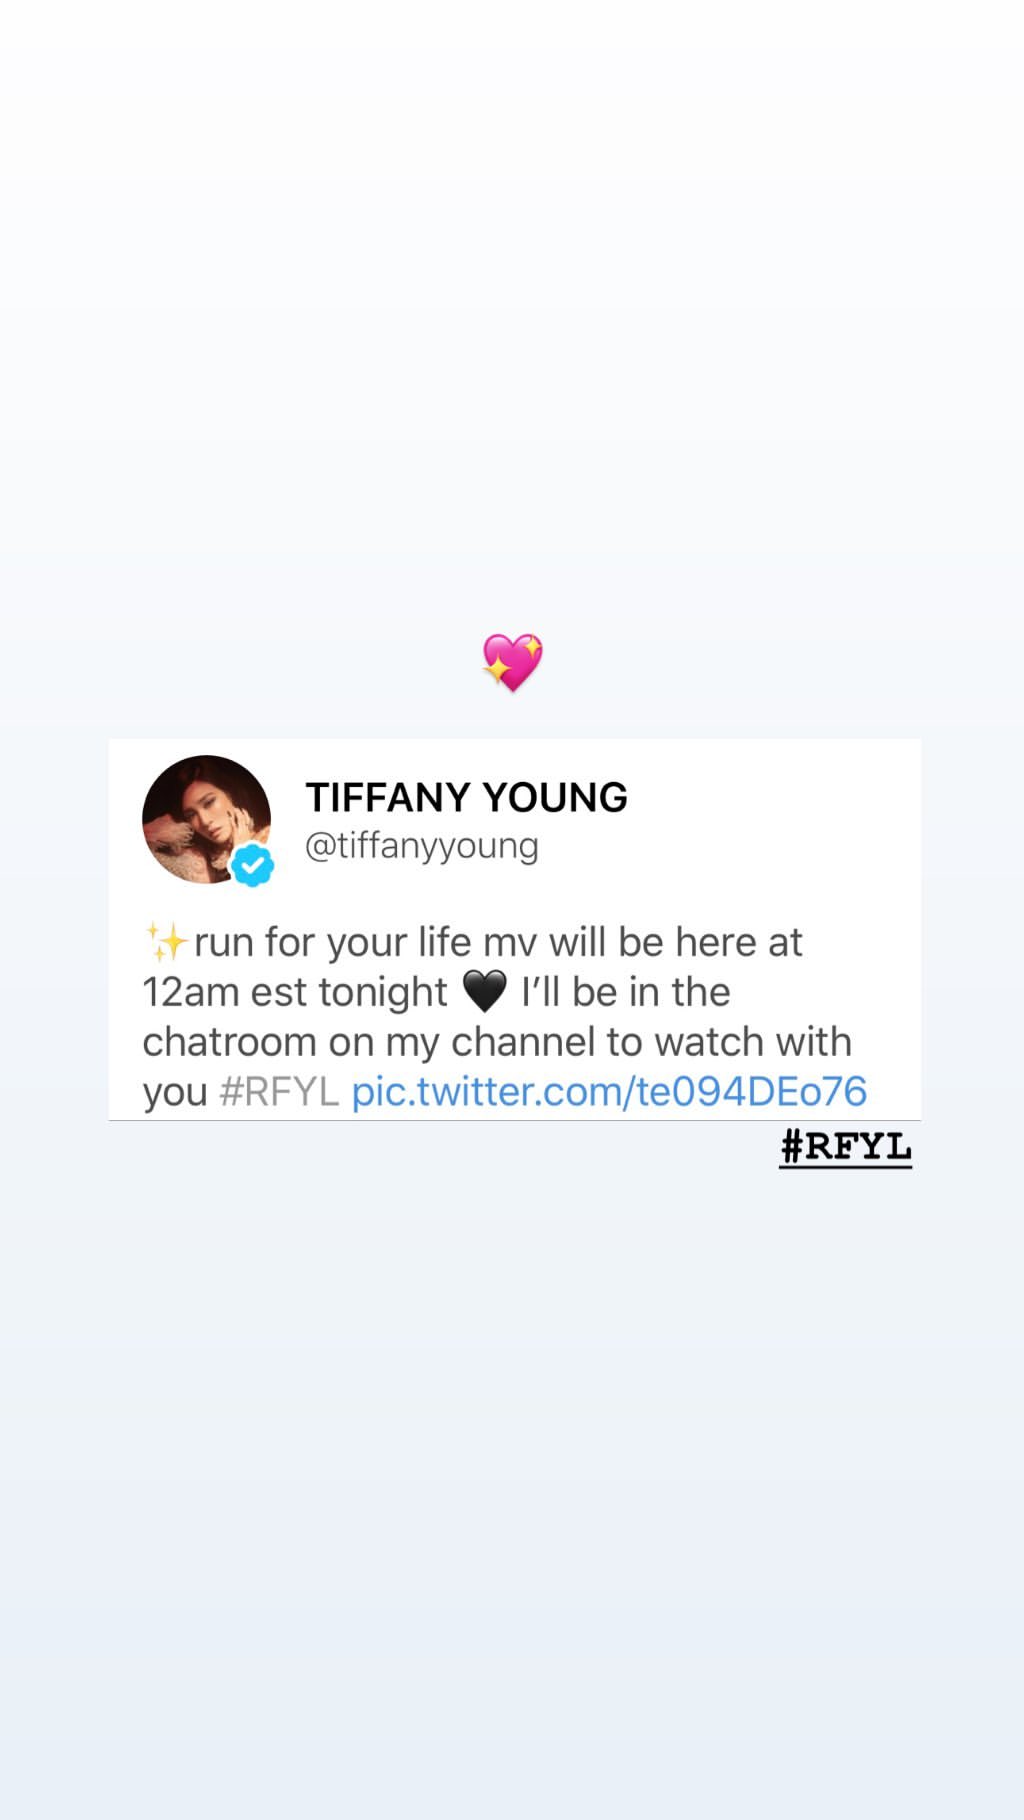 TIFFANY YOUNG
@tiffanyyoung
✨run for your life mv will be here at
12am est tonight 🖤 I’ll be in the
chatroom on my channel to watch with
you #RFYL pic.twitter.com/te094DEo76
#RFYL